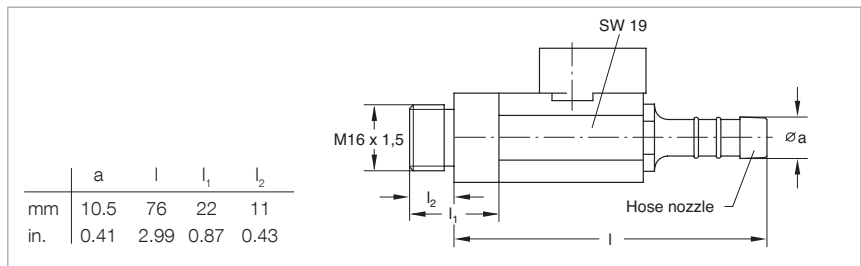 SW 19
M16 x 1,5
Øa
l₂
l₁
Hose nozzle
l
a l l₁ l₂
mm 10.5 76 22 11
in. 0.41 2.99 0.87 0.43